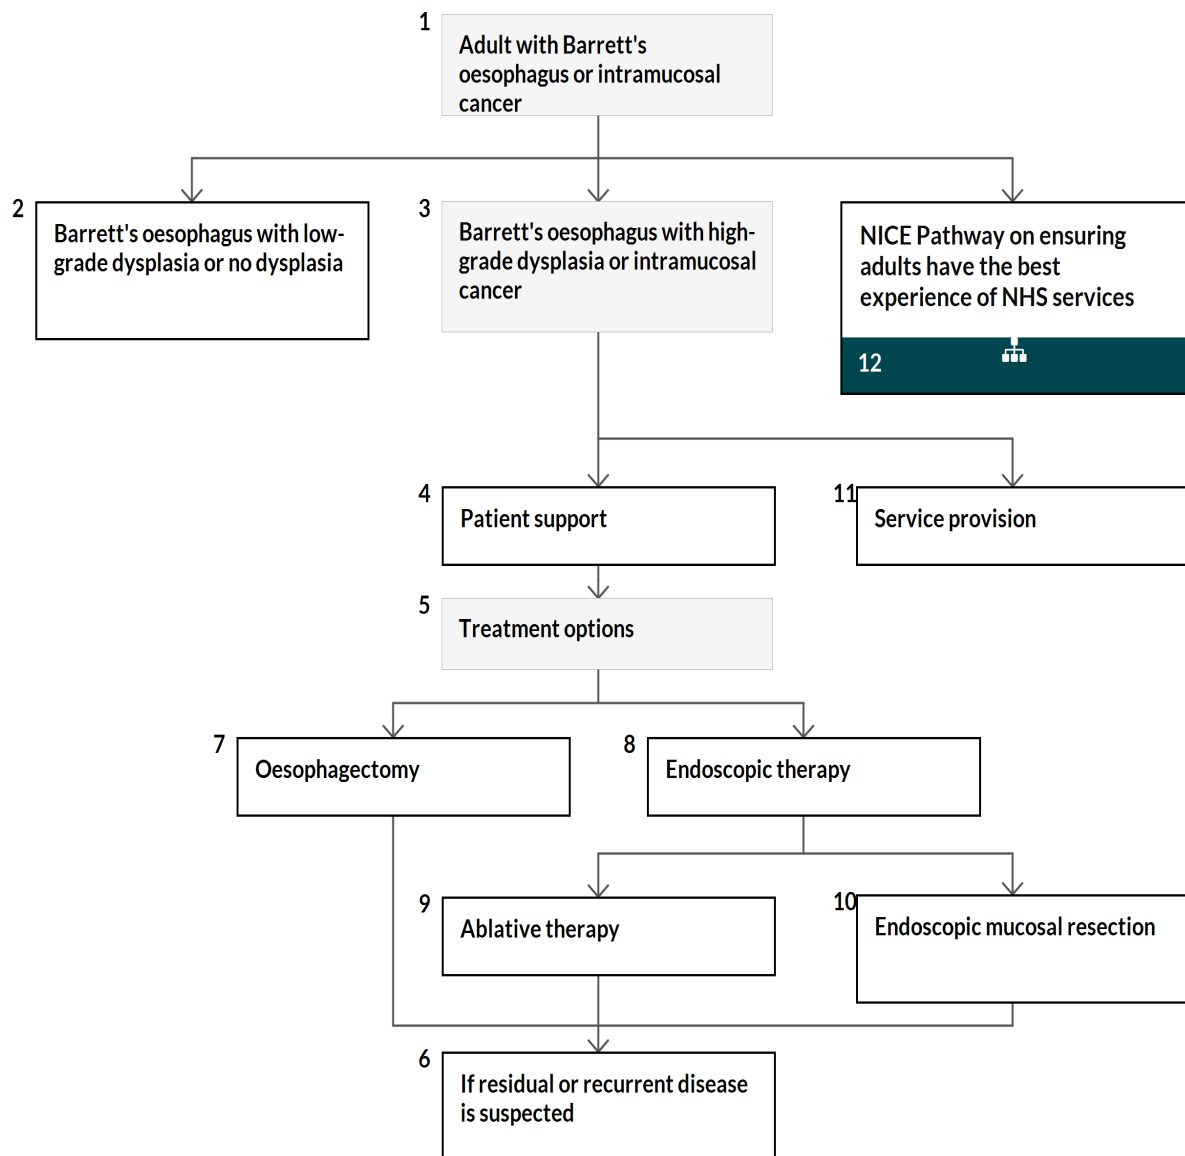 1
Adult with Barrett's
oesophagus or intramucosal
cancer
2
Barrett's oesophagus with low-
grade dysplasia or no dysplasia
3
Barrett's oesophagus with high-
grade dysplasia or intramucosal
cancer
NICE Pathway on ensuring
adults have the best
experience of NHS services
12
4
Patient support
11
Service provision
5
Treatment options
7
Oesophagectomy
8
Endoscopic therapy
9
Ablative therapy
10
Endoscopic mucosal resection
6
If residual or recurrent disease
is suspected